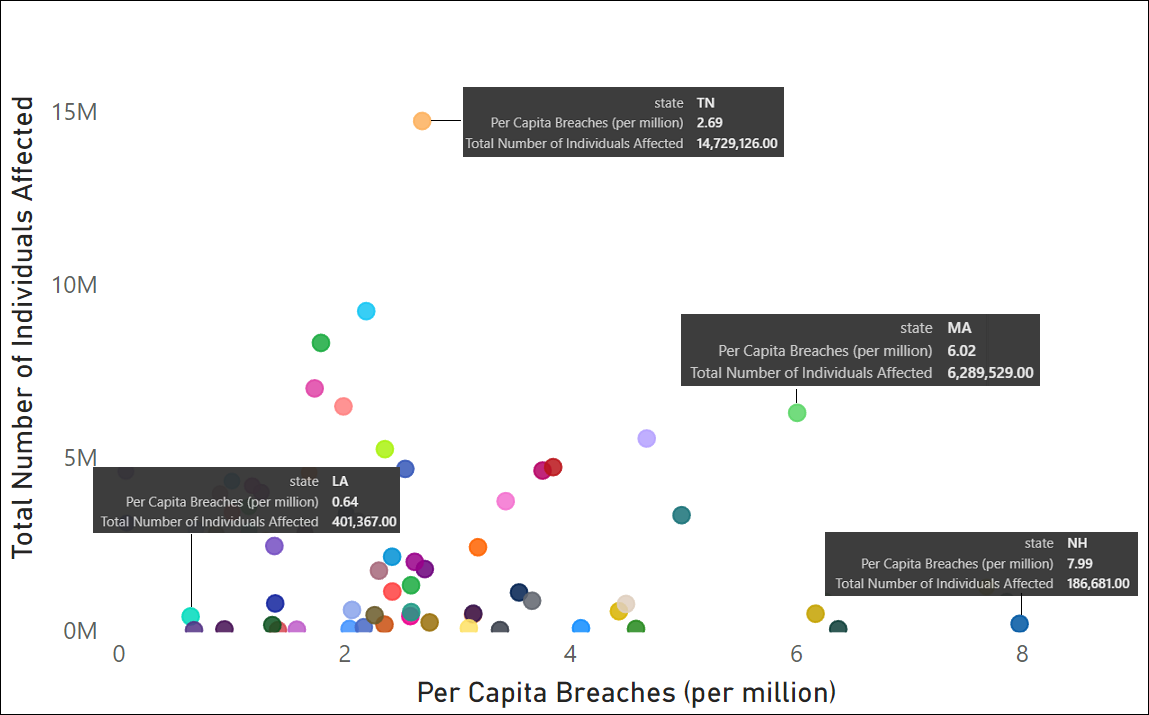 Total Number of Individuals Affected
15M
10M
5M
0M
state TN
Per Capita Breaches (per million) 2.69
Total Number of Individuals Affected 14,729,126.00
state MA
Per Capita Breaches (per million) 6.02
Total Number of Individuals Affected 6,289,529.00
state LA
Per Capita Breaches (per million) 0.64
Total Number of Individuals Affected 401,367.00
state NH
Per Capita Breaches (per million) 7.99
Total Number of Individuals Affected 186,681.00
0 2 4 6 8
Per Capita Breaches (per million)